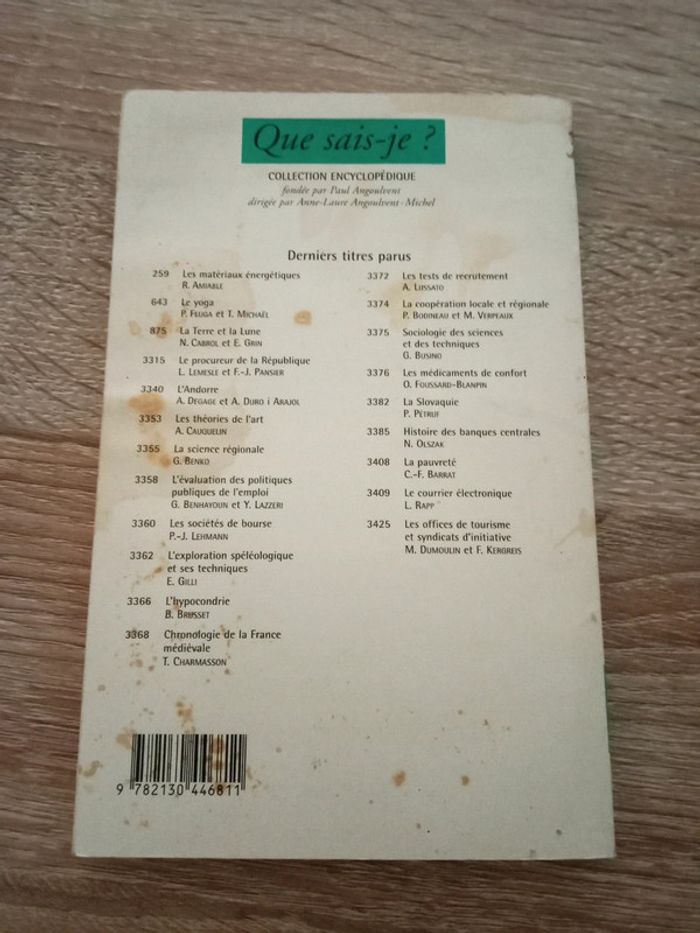 Que sais-je ?
COLLECTION ENCYCLOPÉDIQUE
fondée par Paul Angoulvent
dirigée par Anne-Laure Angoulvent-Michel
Derniers titres parus
259 Les matériaux énergétiques
R. AMIABLE
643 Le yoga
P. FEUGA et T. MICHAËL
875 La Terre et la Lune
N. CABROL et E. GRIN
3315 Le procureur de la République
L. LEMESLE et F.-J. PANSIER
3340 L'Andorre
A. DEGAGE et A. DURO i ARAJOL
3353 Les théories de l'art
A. CAUQUELIN
3355 La science régionale
G. BENKO
3358 L'évaluation des politiques
publiques de l'emploi
G. BENHAYOUN et Y. LAZZERI
3360 Les sociétés de bourse
P.-J. LEHMANN
3362 L'exploration spéléologique
et ses techniques
E. GILLI
3366 L'hypocondrie
B. BRUSSET
3368 Chronologie de la France
médiévale
T. CHARMASSON
3372 Les tests de recrutement
A. LUSSATO
3374 La coopération locale et régionale
P. BODINEAU et M. VERPEAUX
3375 Sociologie des sciences
et des techniques
G. BUSINO
3376 Les médicaments de confort
O. FOUSSARD-BLANPIN
3382 La Slovaquie
P. PETRUF
3385 Histoire des banques centrales
N. OLSZAK
3408 La pauvreté
C.-F. BARRAT
3409 Le courrier électronique
L. RAPP
3425 Les offices de tourisme
et syndicats d'initiative
M. DUMOULIN et F. KERGREIS
9 782130 446811